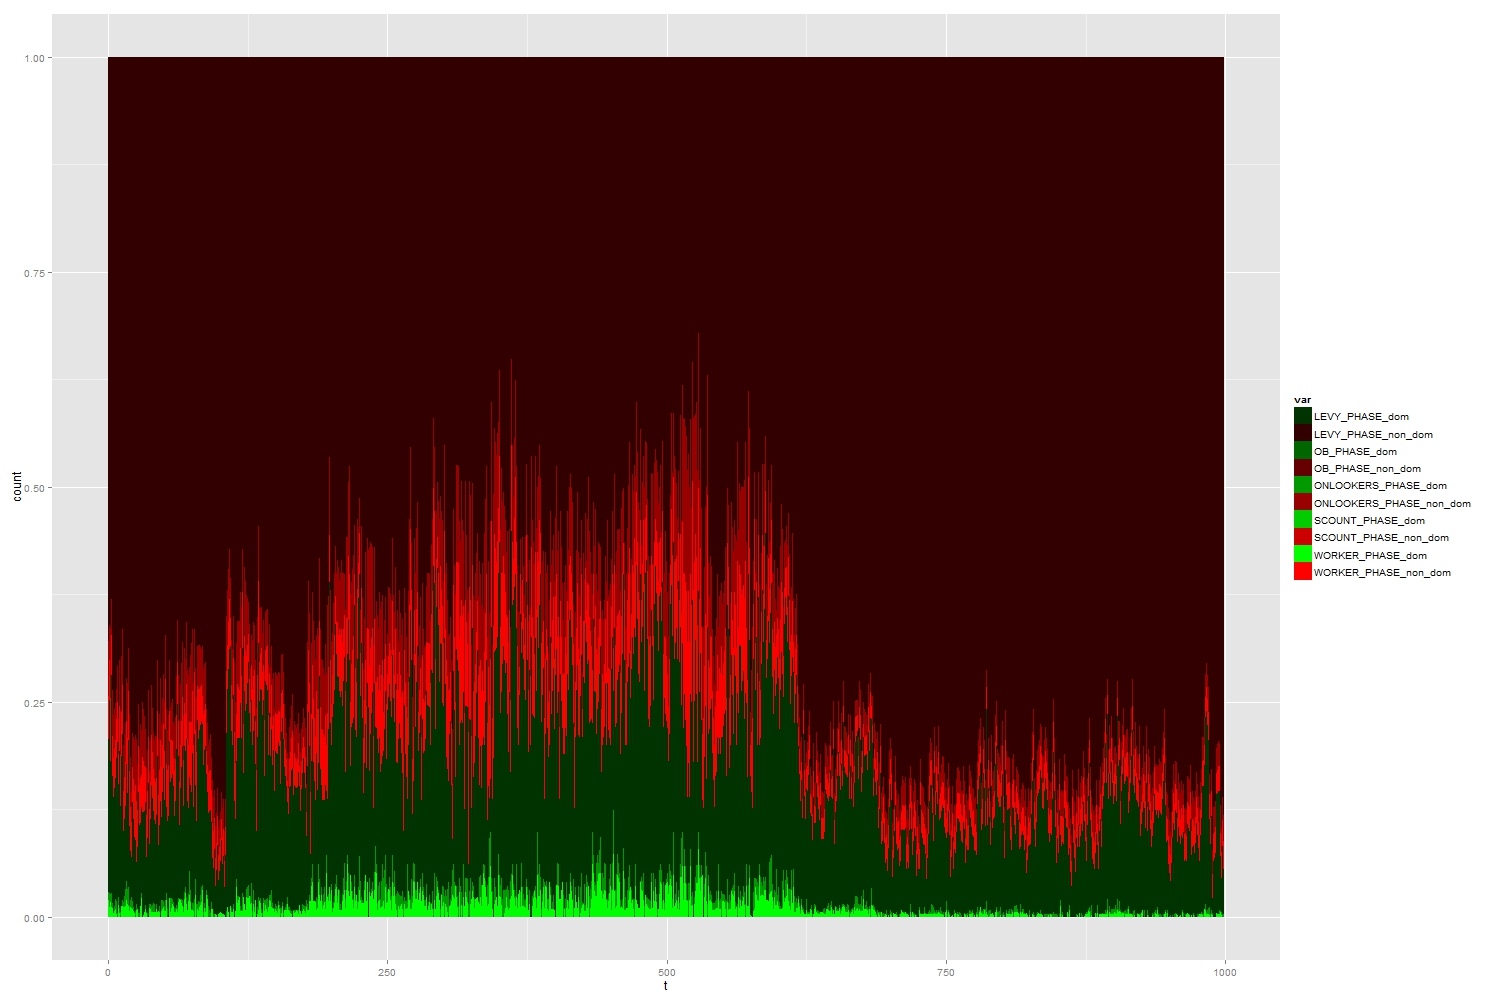 1.00
0.75
0.50
0.25
0.00
count
0
250
500
750
1000
t
var
LEVY_PHASE_dom
LEVY_PHASE_non_dom
OB_PHASE_dom
OB_PHASE_non_dom
ONLOOKERS_PHASE_dom
ONLOOKERS_PHASE_non_dom
SCOUNT_PHASE_dom
SCOUNT_PHASE_non_dom
WORKER_PHASE_dom
WORKER_PHASE_non_dom